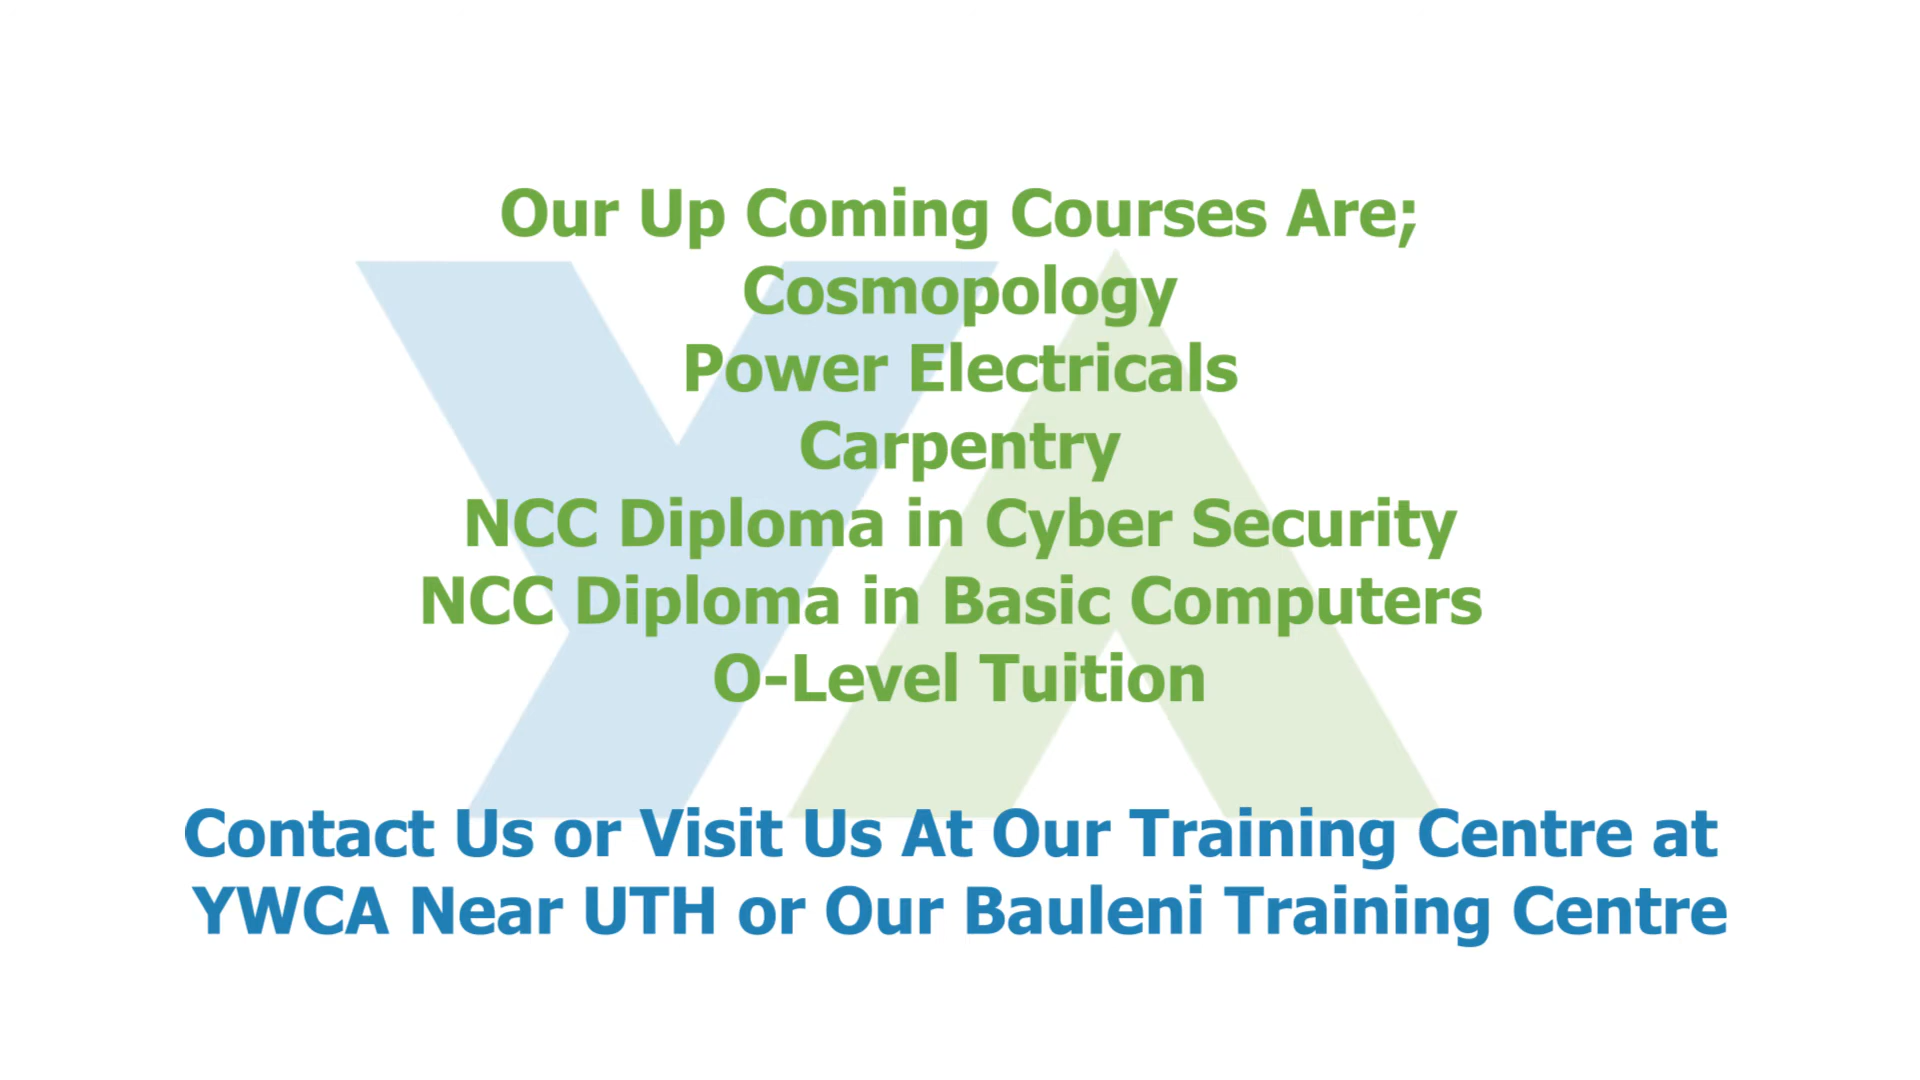 Our Up Coming Courses Are;
Cosmopology
Power Electricals
Carpentry
NCC Diploma in Cyber Security
NCC Diploma in Basic Computers
O-Level Tuition
Contact Us or Visit Us At Our Training Centre at
YWCA Near UTH or Our Bauleni Training Centre